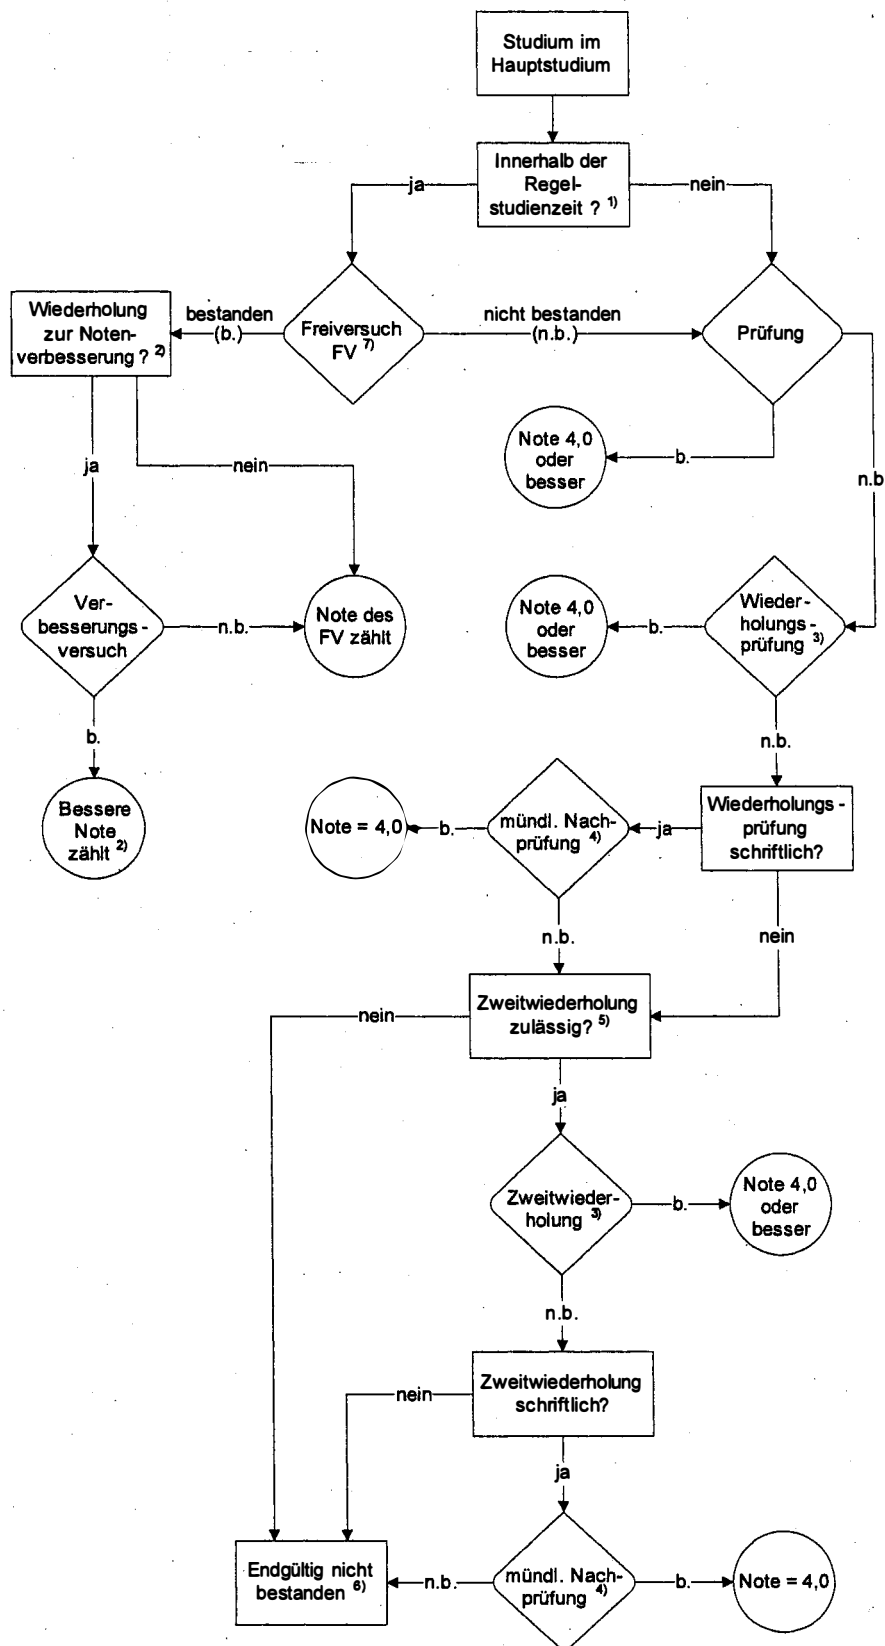 Studium im
Hauptstudium
Innerhalb der
Regel-
studienzeit ? 1)
ja
nein
Wiederholung
zur Noten-
verbesserung ? 2)
bestanden
(b.)
Freiversuch
FV 7)
nicht bestanden
(n.b.)
Prüfung
Note 4,0
oder
besser
b.
n.b
ja
nein
Ver-
besserungs-
versuch
n.b.
Note des
FV zählt
Note 4,0
oder
besser
b.
Wieder-
holungs-
prüfung 3)
b.
n.b.
Bessere
Note
zählt 2)
Note = 4,0
b.
mündl. Nach-
prüfung 4)
ja
Wiederholungs -
prüfung
schriftlich?
n.b.
nein
nein
Zweitwiederholung
zulässig? 5)
ja
Zweitwieder-
holung 3)
b.
Note 4,0
oder
besser
n.b.
nein
Zweitwiederholung
schriftlich?
ja
Endgültig nicht
bestanden 6)
n.b.
mündl. Nach-
prüfung 4)
b.
Note = 4,0